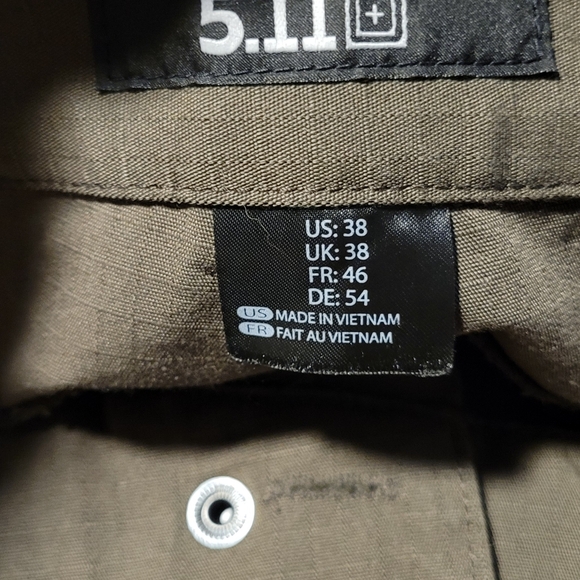 5.11
US: 38
UK: 38
FR: 46
DE: 54
US MADE IN VIETNAM
FR FAIT AU VIETNAM